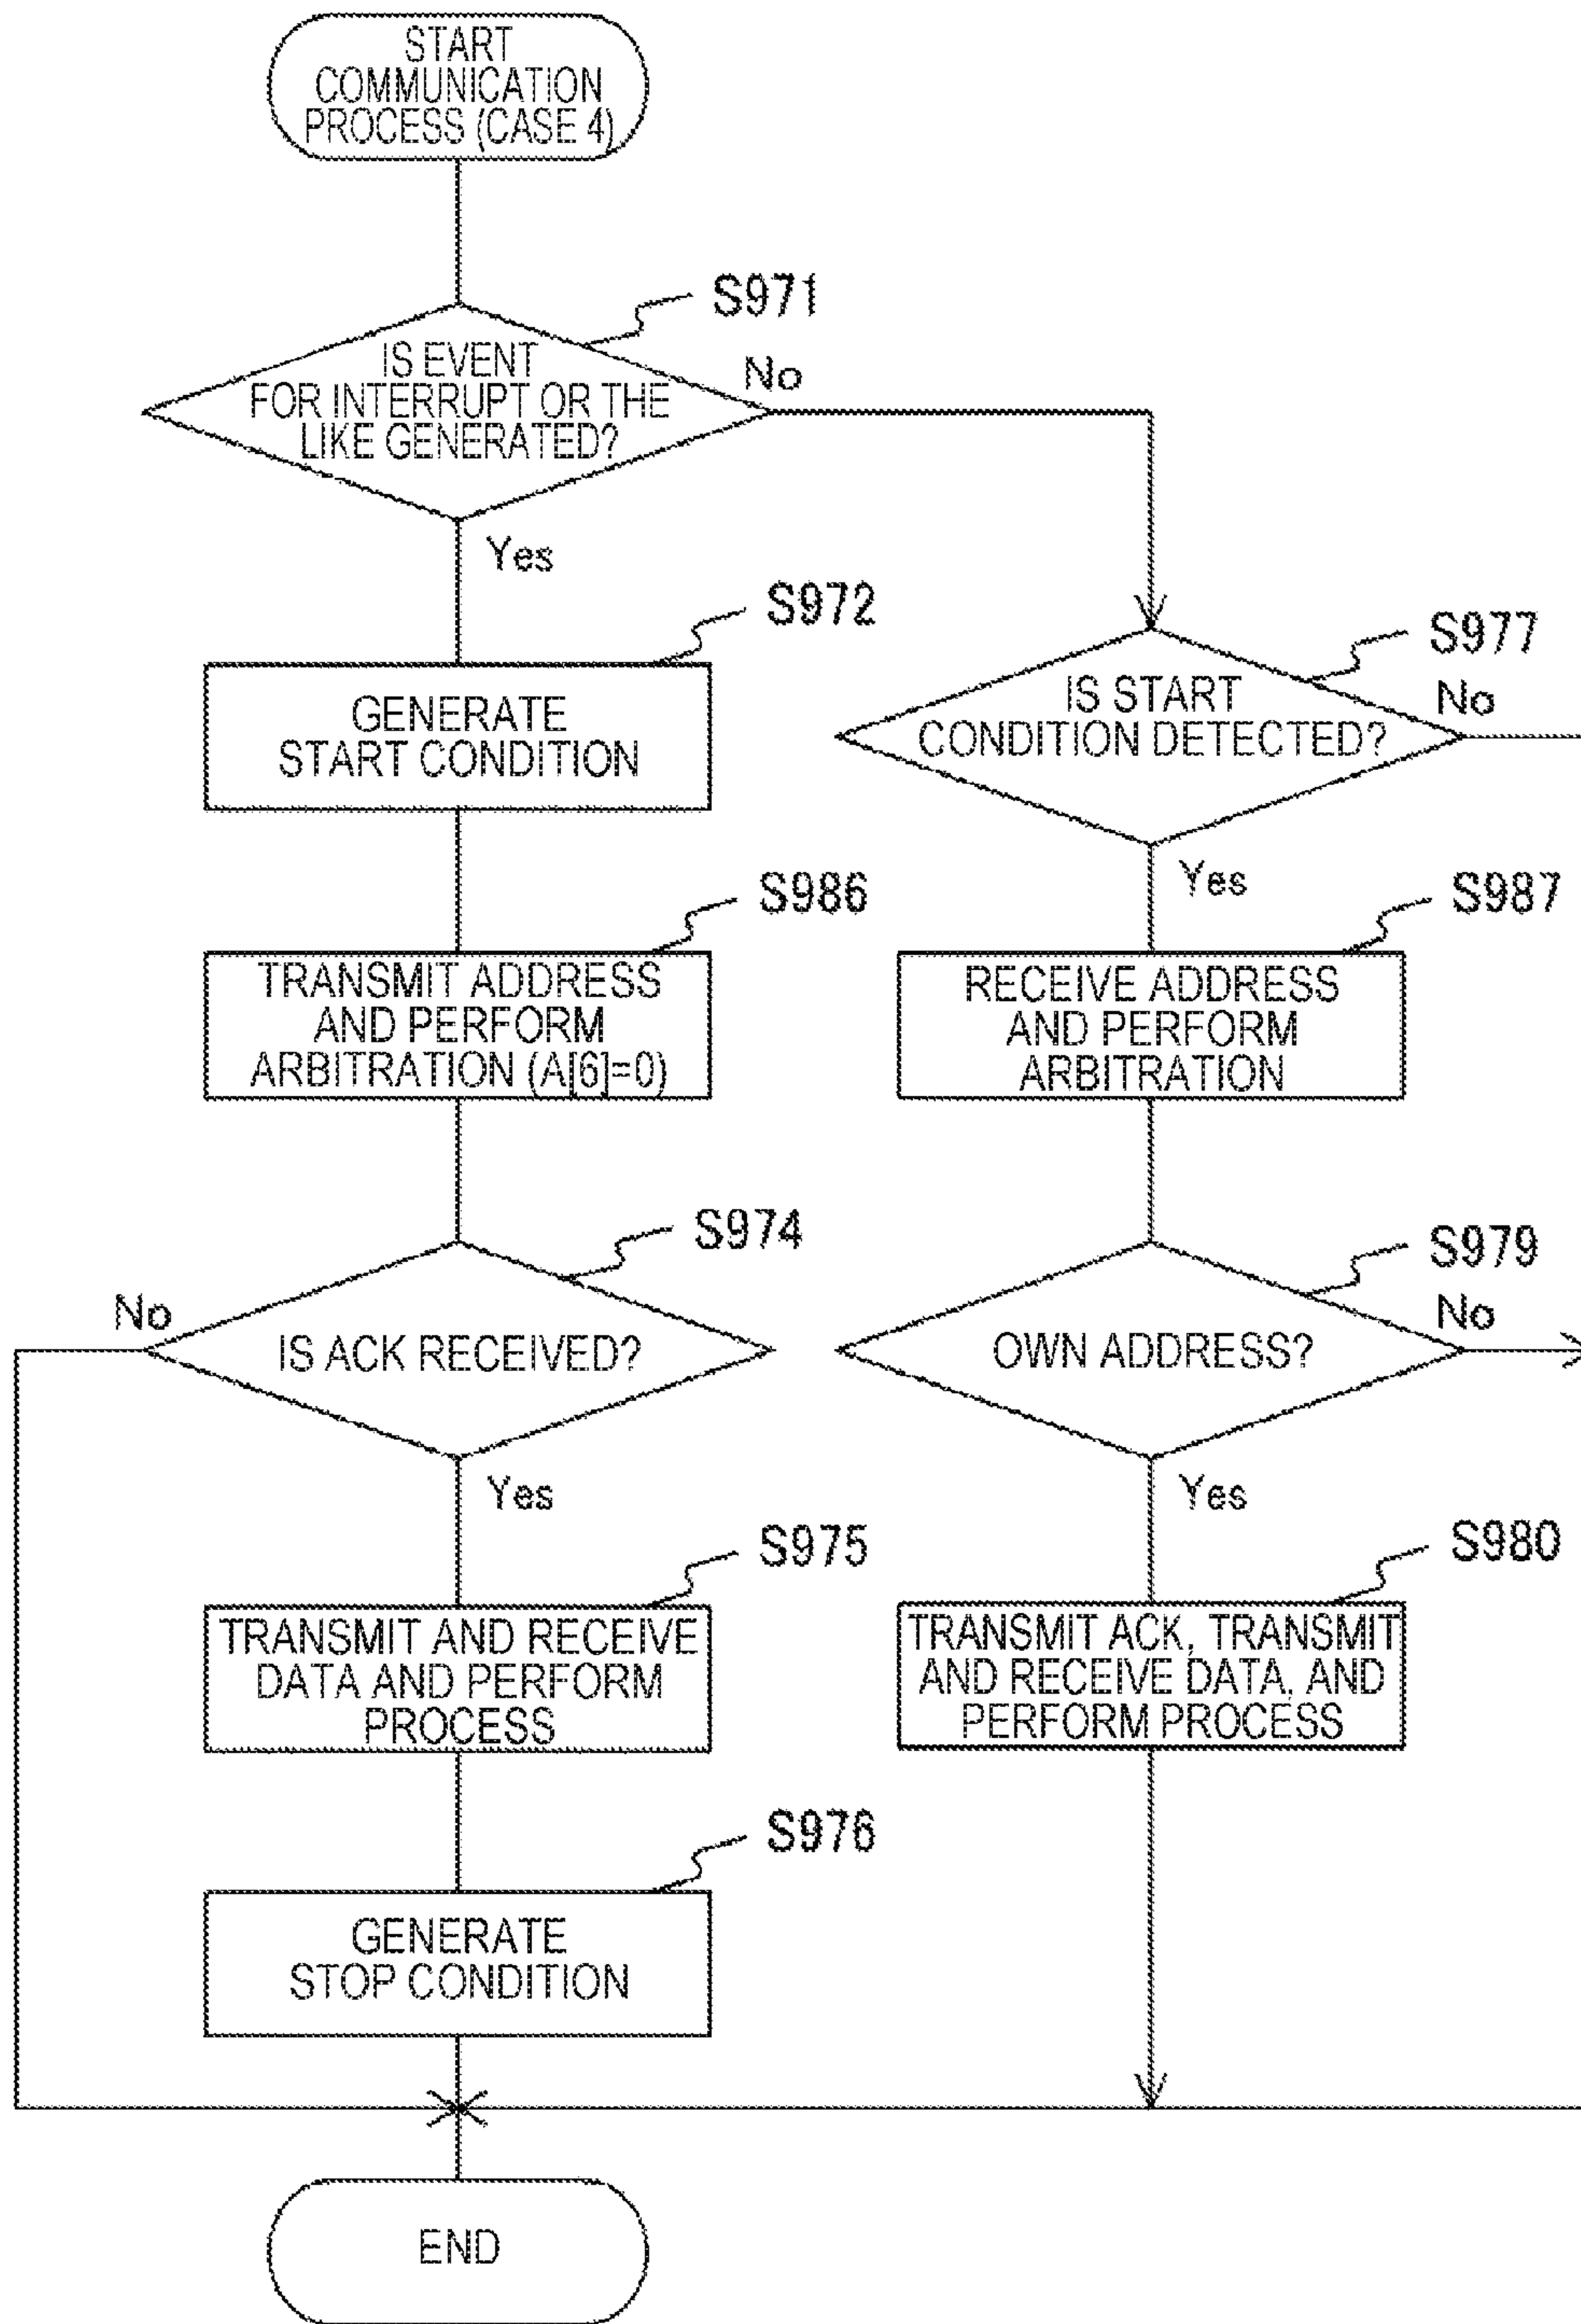 START
COMMUNICATION
PROCESS (CASE 4)
S971
IS EVENT
FOR INTERRUPT OR THE
LIKE GENERATED?
No
Yes
S972
GENERATE
START CONDITION
S977
IS START
CONDITION DETECTED?
No
Yes
S986
TRANSMIT ADDRESS
AND PERFORM
ARBITRATION (A[6]=0)
S987
RECEIVE ADDRESS
AND PERFORM
ARBITRATION
S974
No
IS ACK RECEIVED?
Yes
S979
No
OWN ADDRESS?
Yes
S975
TRANSMIT AND RECEIVE
DATA AND PERFORM
PROCESS
S980
TRANSMIT ACK, TRANSMIT
AND RECEIVE DATA, AND
PERFORM PROCESS
S976
GENERATE
STOP CONDITION
END